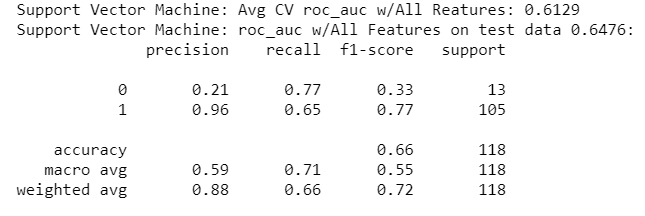 Support Vector Machine: Avg CV roc_auc w/All Reatures: 0.6129
Support Vector Machine: roc_auc w/All Features on test data 0.6476:
precision recall f1-score support
0 0.21 0.77 0.33 13
1 0.96 0.65 0.77 105
accuracy 0.66 118
macro avg 0.59 0.71 0.55 118
weighted avg 0.88 0.66 0.72 118